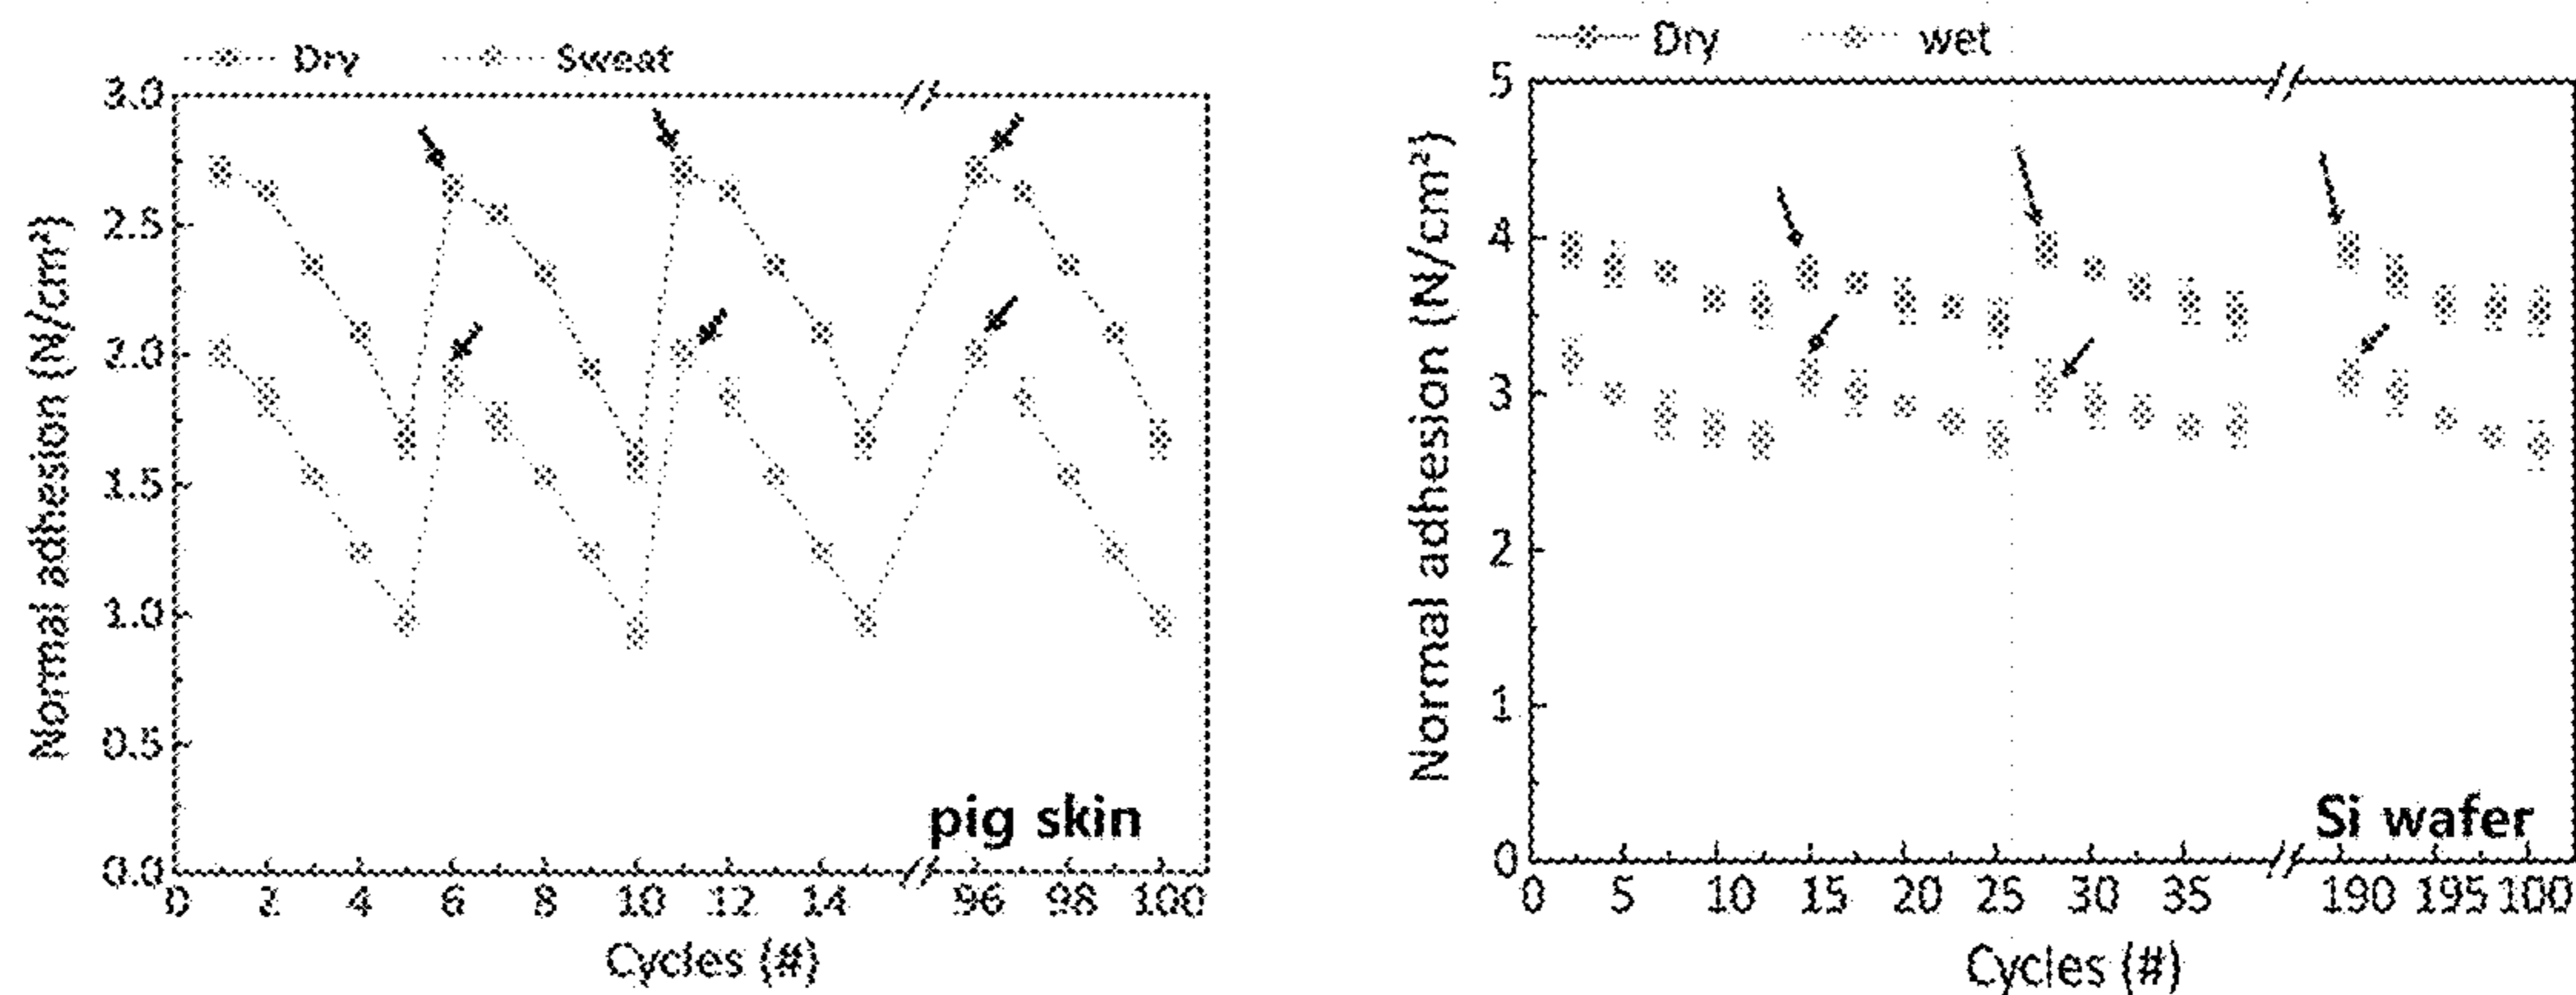 Dry Sweat
3.0
2.5
2.0
1.5
1.0
0.5
0.0
Normal adhesion (N/cm²)
pig skin
0 2 4 6 8 10 12 14 96 98 100
Cycles (#)
Dry wet
5
4
3
2
1
0
Normal adhesion (N/cm²)
Si wafer
0 5 10 15 20 25 30 35 190 195 100
Cycles (#)